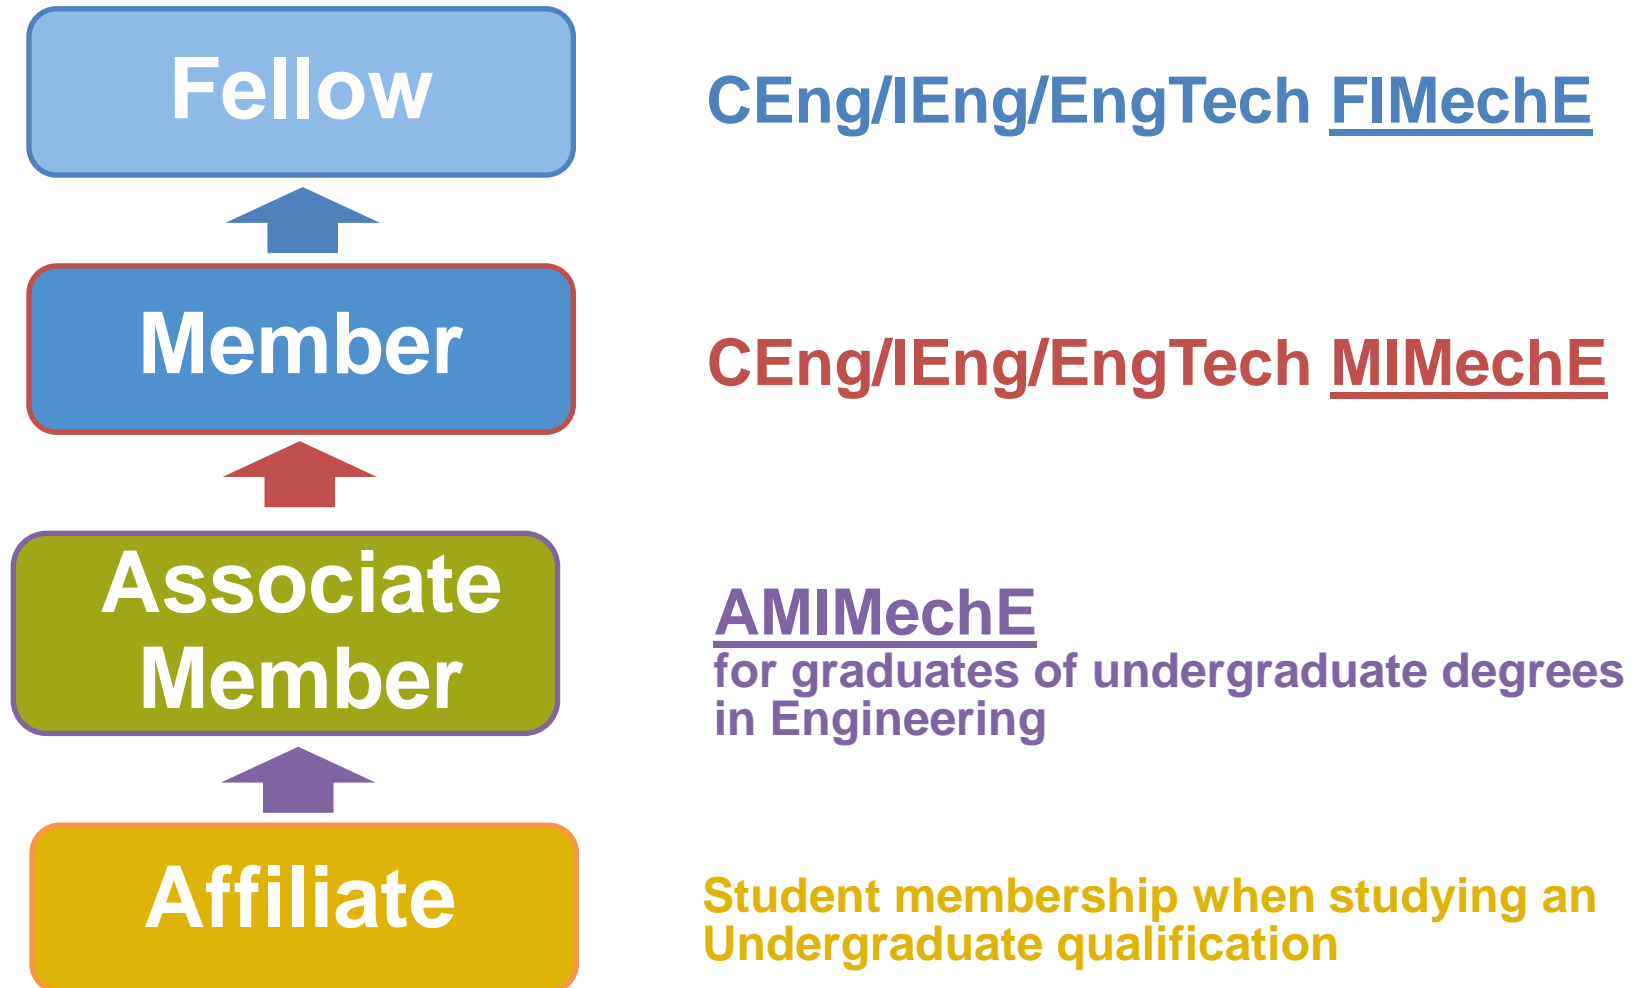 Fellow
CEng/IEng/EngTech FIMechE
Member
CEng/IEng/EngTech MIMechE
Associate
Member
AMIMechE
for graduates of undergraduate degrees
in Engineering
Affiliate
Student membership when studying an
Undergraduate qualification